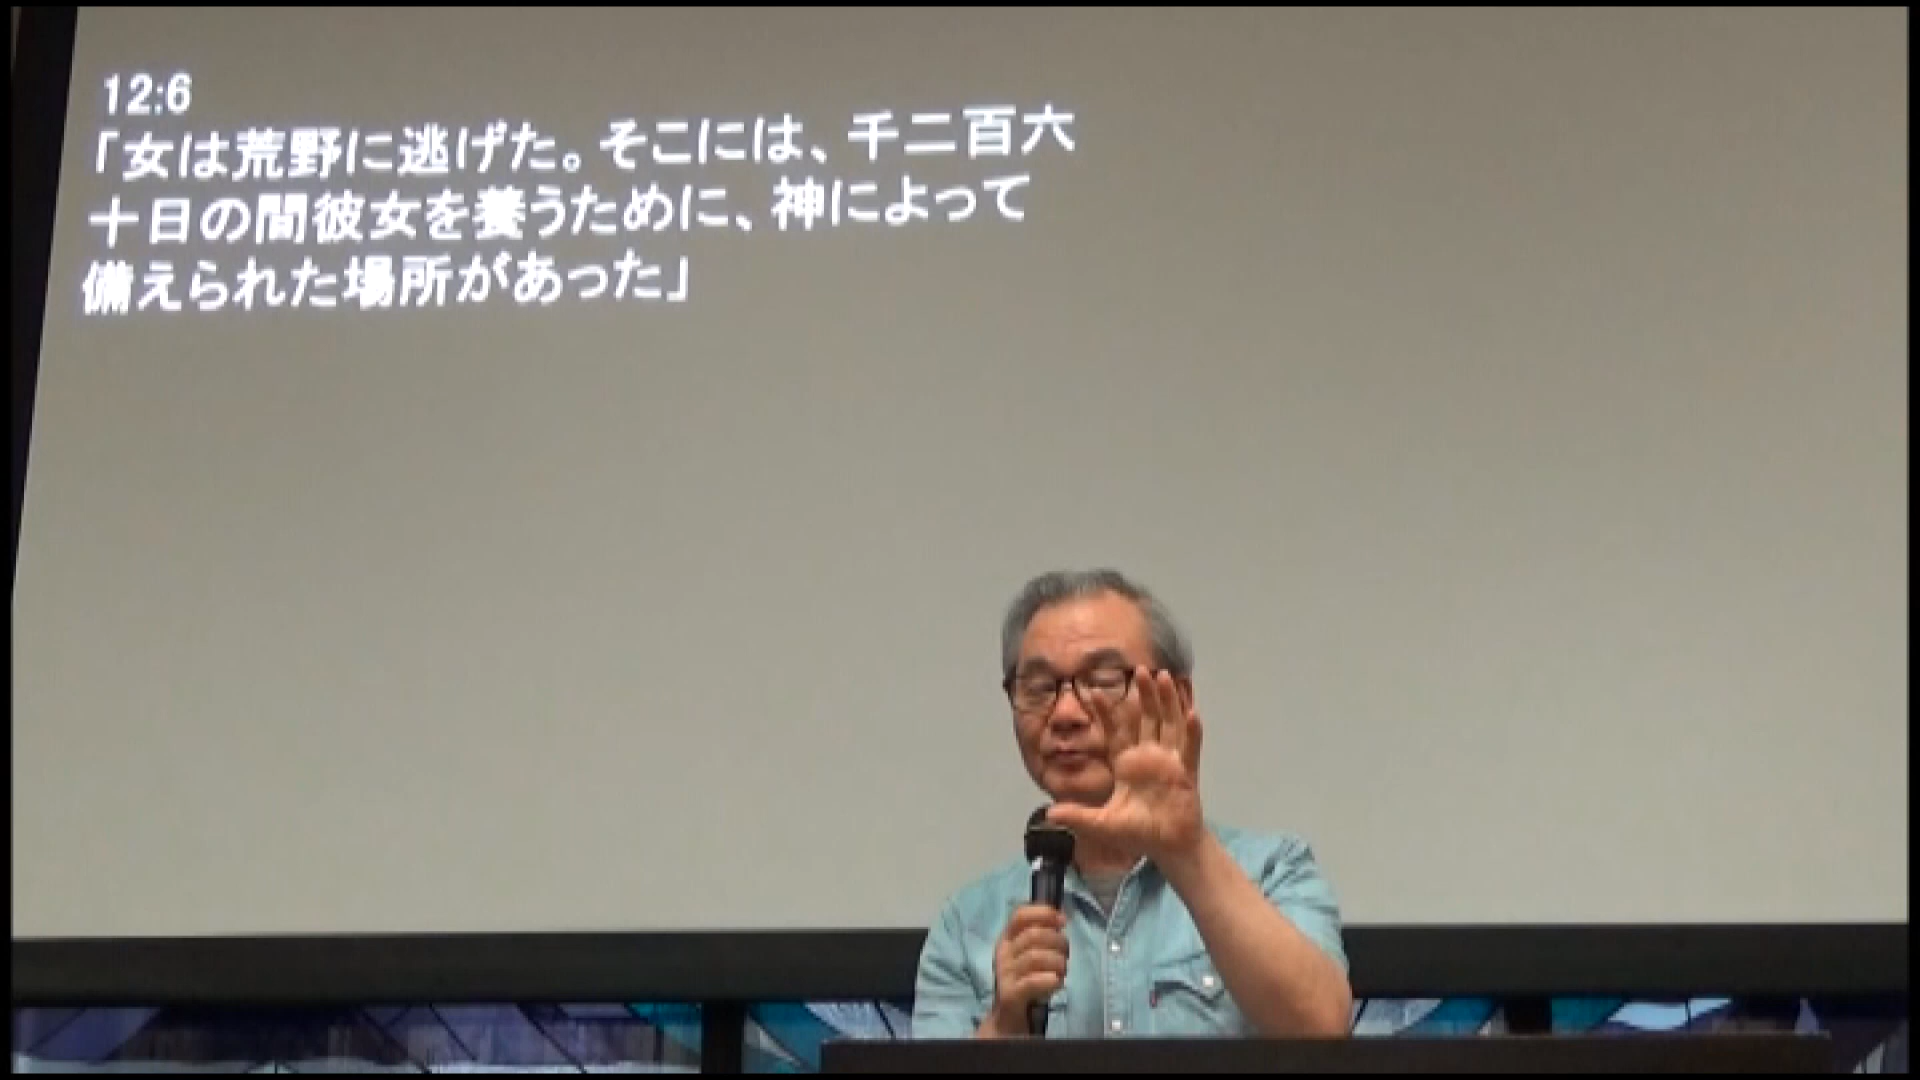 12:6
「女は荒野に逃げた。そこには、千二百六
十日の間彼女を養うために、神によって
備えられた場所があった」